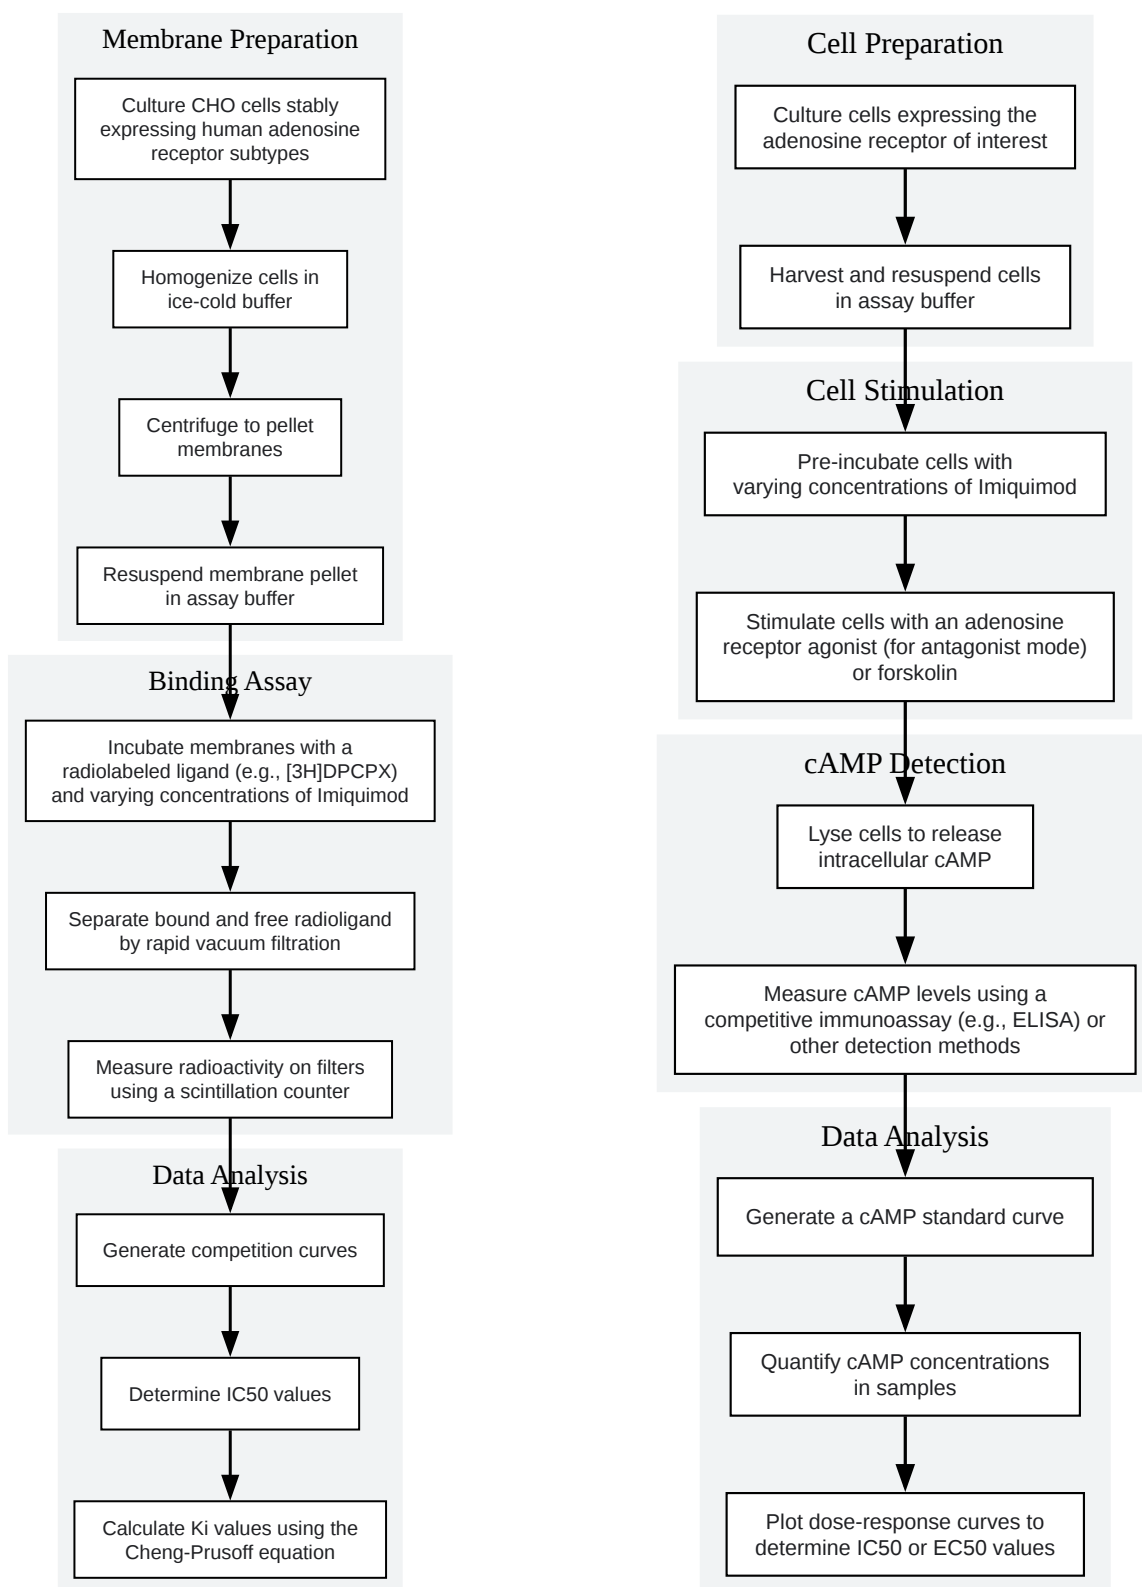 Membrane Preparation
Culture CHO cells stably
expressing human adenosine
receptor subtypes
Homogenize cells in
ice-cold buffer
Centrifuge to pellet
membranes
Resuspend membrane pellet
in assay buffer
Binding Assay
Incubate membranes with a
radiolabeled ligand (e.g., [3H]DPCPX)
and varying concentrations of Imiquimod
Separate bound and free radioligand
by rapid vacuum filtration
Measure radioactivity on filters
using a scintillation counter
Data Analysis
Generate competition curves
Determine IC50 values
Calculate Ki values using the
Cheng-Prusoff equation
Cell Preparation
Culture cells expressing the
adenosine receptor of interest
Harvest and resuspend cells
in assay buffer
Cell Stimulation
Pre-incubate cells with
varying concentrations of Imiquimod
Stimulate cells with an adenosine
receptor agonist (for antagonist mode)
or forskolin
cAMP Detection
Lyse cells to release
intracellular cAMP
Measure cAMP levels using a
competitive immunoassay (e.g., ELISA) or
other detection methods
Data Analysis
Generate a cAMP standard curve
Quantify cAMP concentrations
in samples
Plot dose-response curves to
determine IC50 or EC50 values